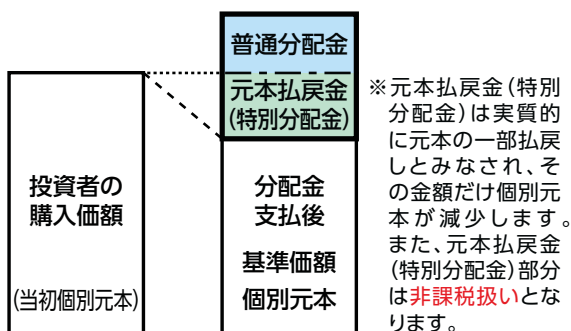 普通分配金
元本払戻金
(特別分配金)
投資者の
購入価額
(当初個別元本)
分配金
支払後
基準価額
個別元本
※元本払戻金(特別
分配金)は実質的
に元本の一部払戻
しとみなされ、そ
の金額だけ個別元
本が減少します。
また、元本払戻金
(特別分配金)部分
は非課税扱いとな
ります。